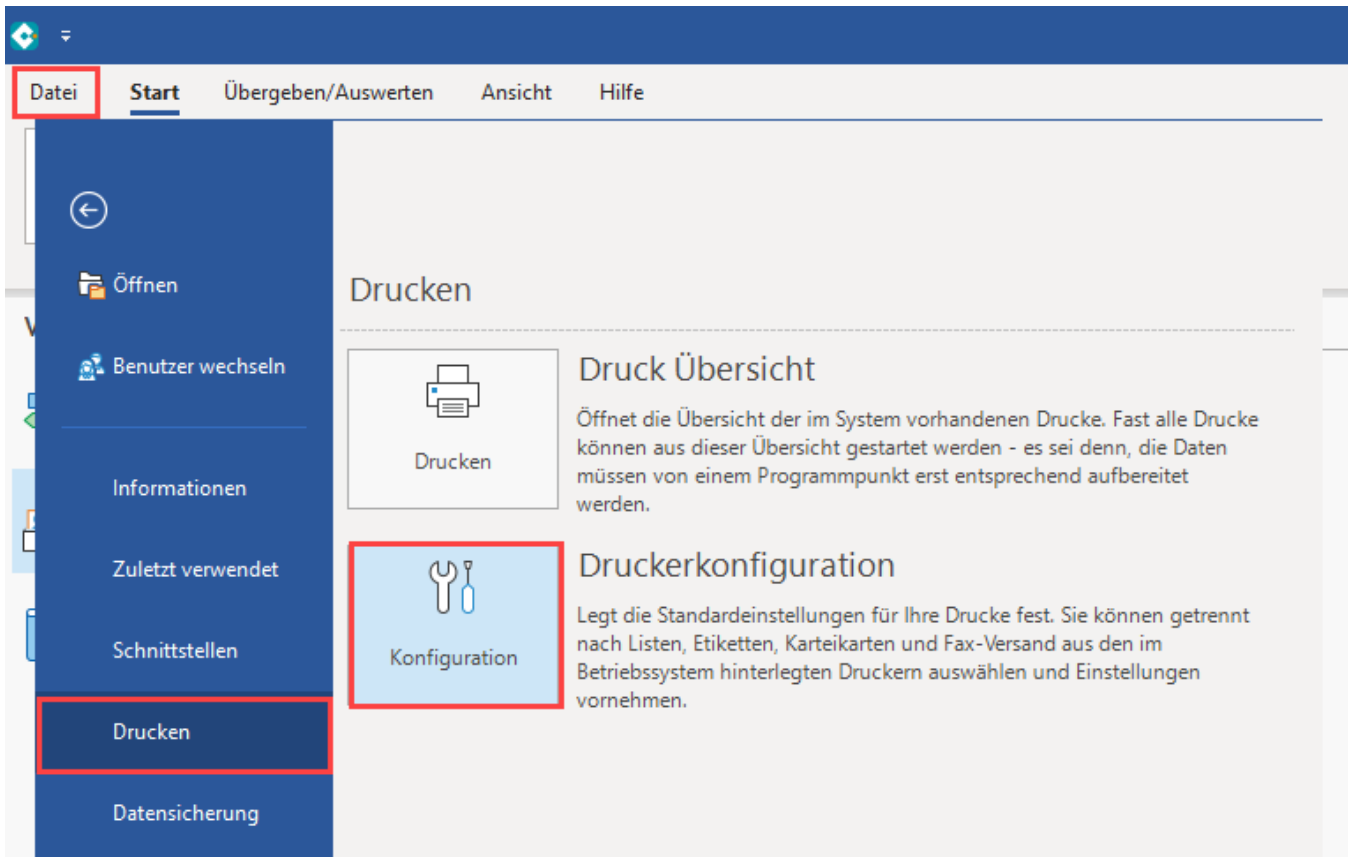 Datei Start Übergeben/Auswerten Ansicht Hilfe
Öffnen
Benutzer wechseln
Informationen
Zuletzt verwendet
Schnittstellen
Drucken
Datensicherung
Drucken
Drucken
Druck Übersicht
Öffnet die Übersicht der im System vorhandenen Drucke. Fast alle Drucke
können aus dieser Übersicht gestartet werden - es sei denn, die Daten
müssen von einem Programmpunkt erst entsprechend aufbereitet
werden.
Konfiguration
Druckerkonfiguration
Legt die Standardeinstellungen für Ihre Drucke fest. Sie können getrennt
nach Listen, Etiketten, Karteikarten und Fax-Versand aus den im
Betriebssystem hinterlegten Druckern auswählen und Einstellungen
vornehmen.